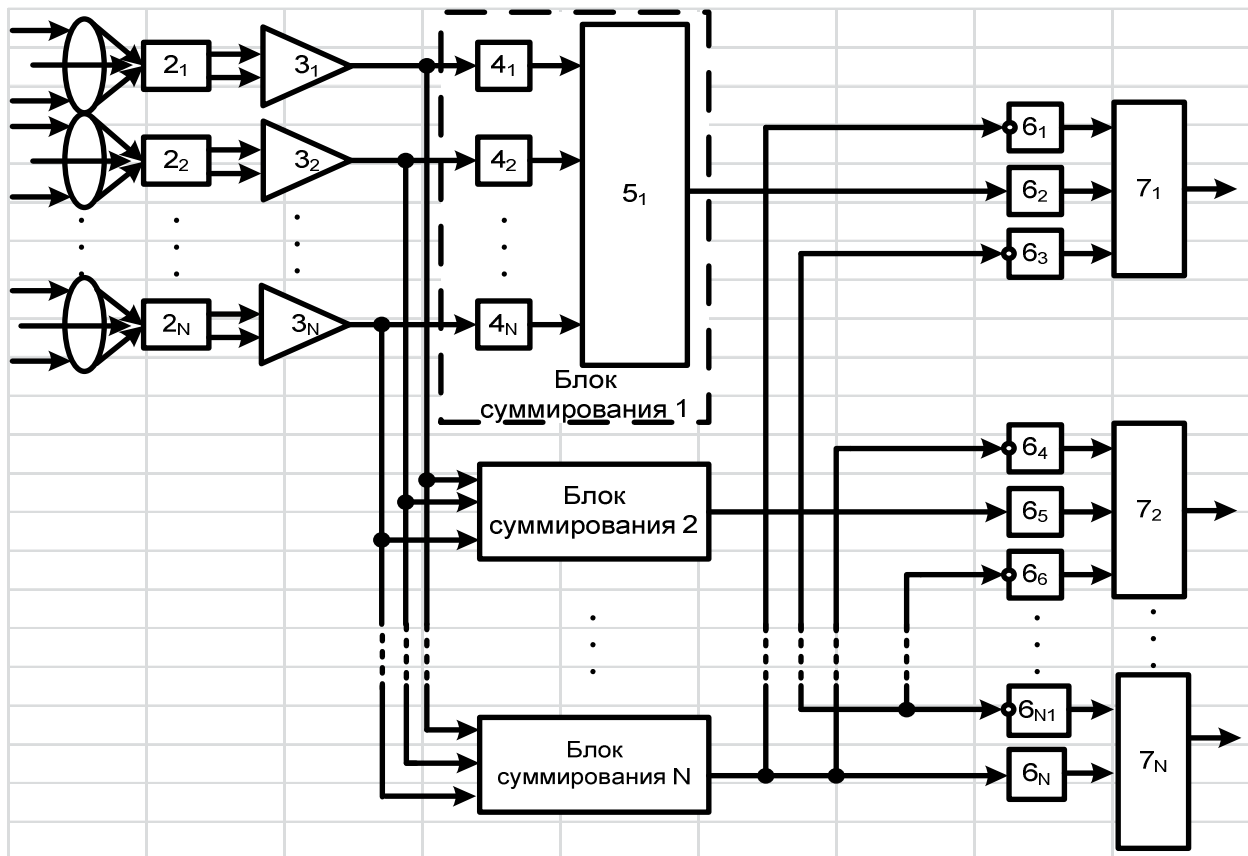 2₁
3₁
4₁
2₂
3₂
4₂
5₁
2N
3N
4N
Блок
суммирования 1
6₁
6₂
6₃
7₁
Блок
суммирования 2
6₄
6₅
6₆
7₂
Блок
суммирования N
6N1
6N
7N